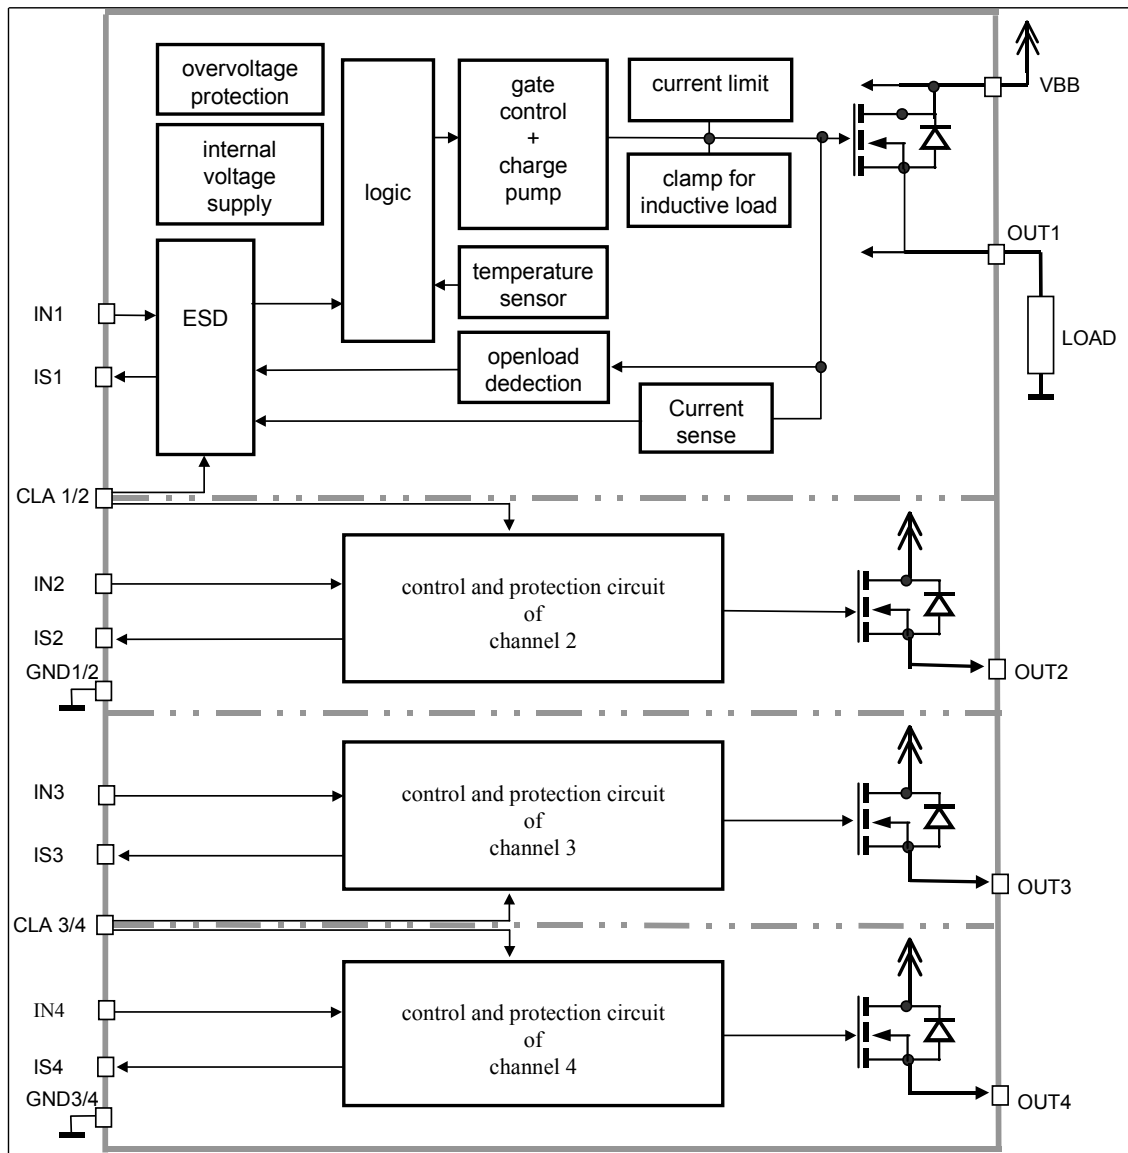 overvoltage
protection
internal
voltage
supply
logic
gate
control
+
charge
pump
current limit
clamp for
inductive load
VBB
OUT1
LOAD
temperature
sensor
openload
dedection
Current
sense
ESD
IN1
IS1
CLA 1/2
IN2
IS2
GND1/2
control and protection circuit
of
channel 2
OUT2
IN3
IS3
control and protection circuit
of
channel 3
OUT3
CLA 3/4
IN4
IS4
GND3/4
control and protection circuit
of
channel 4
OUT4